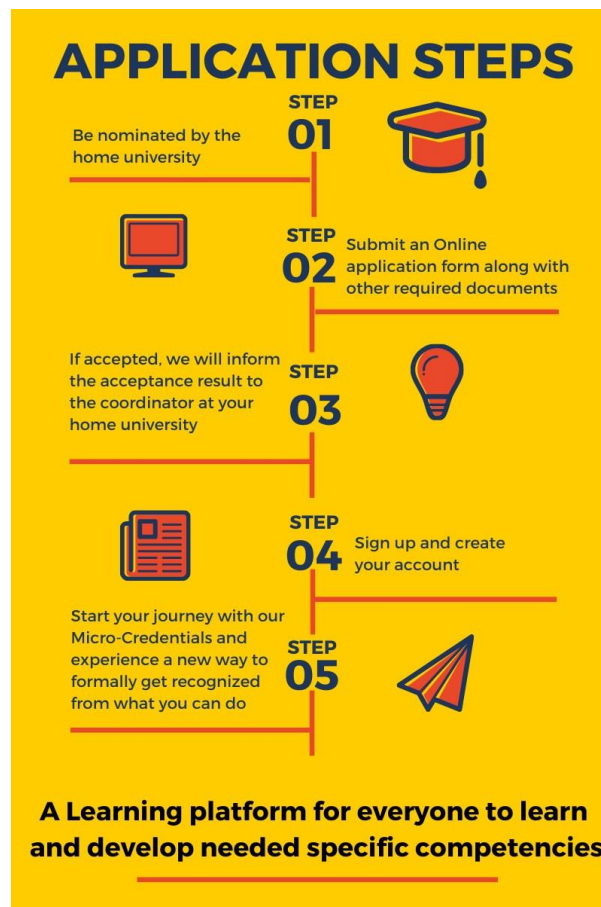 APPLICATION STEPS
STEP
01
Be nominated by the
home university
STEP
02
Submit an Online
application form along with
other required documents
If accepted, we will inform
the acceptance result to
the coordinator at your
home university
STEP
03
STEP
04
Sign up and create
your account
Start your journey with our
Micro-Credentials and
experience a new way to
formally get recognized
from what you can do
STEP
05
A Learning platform for everyone to learn
and develop needed specific competencies